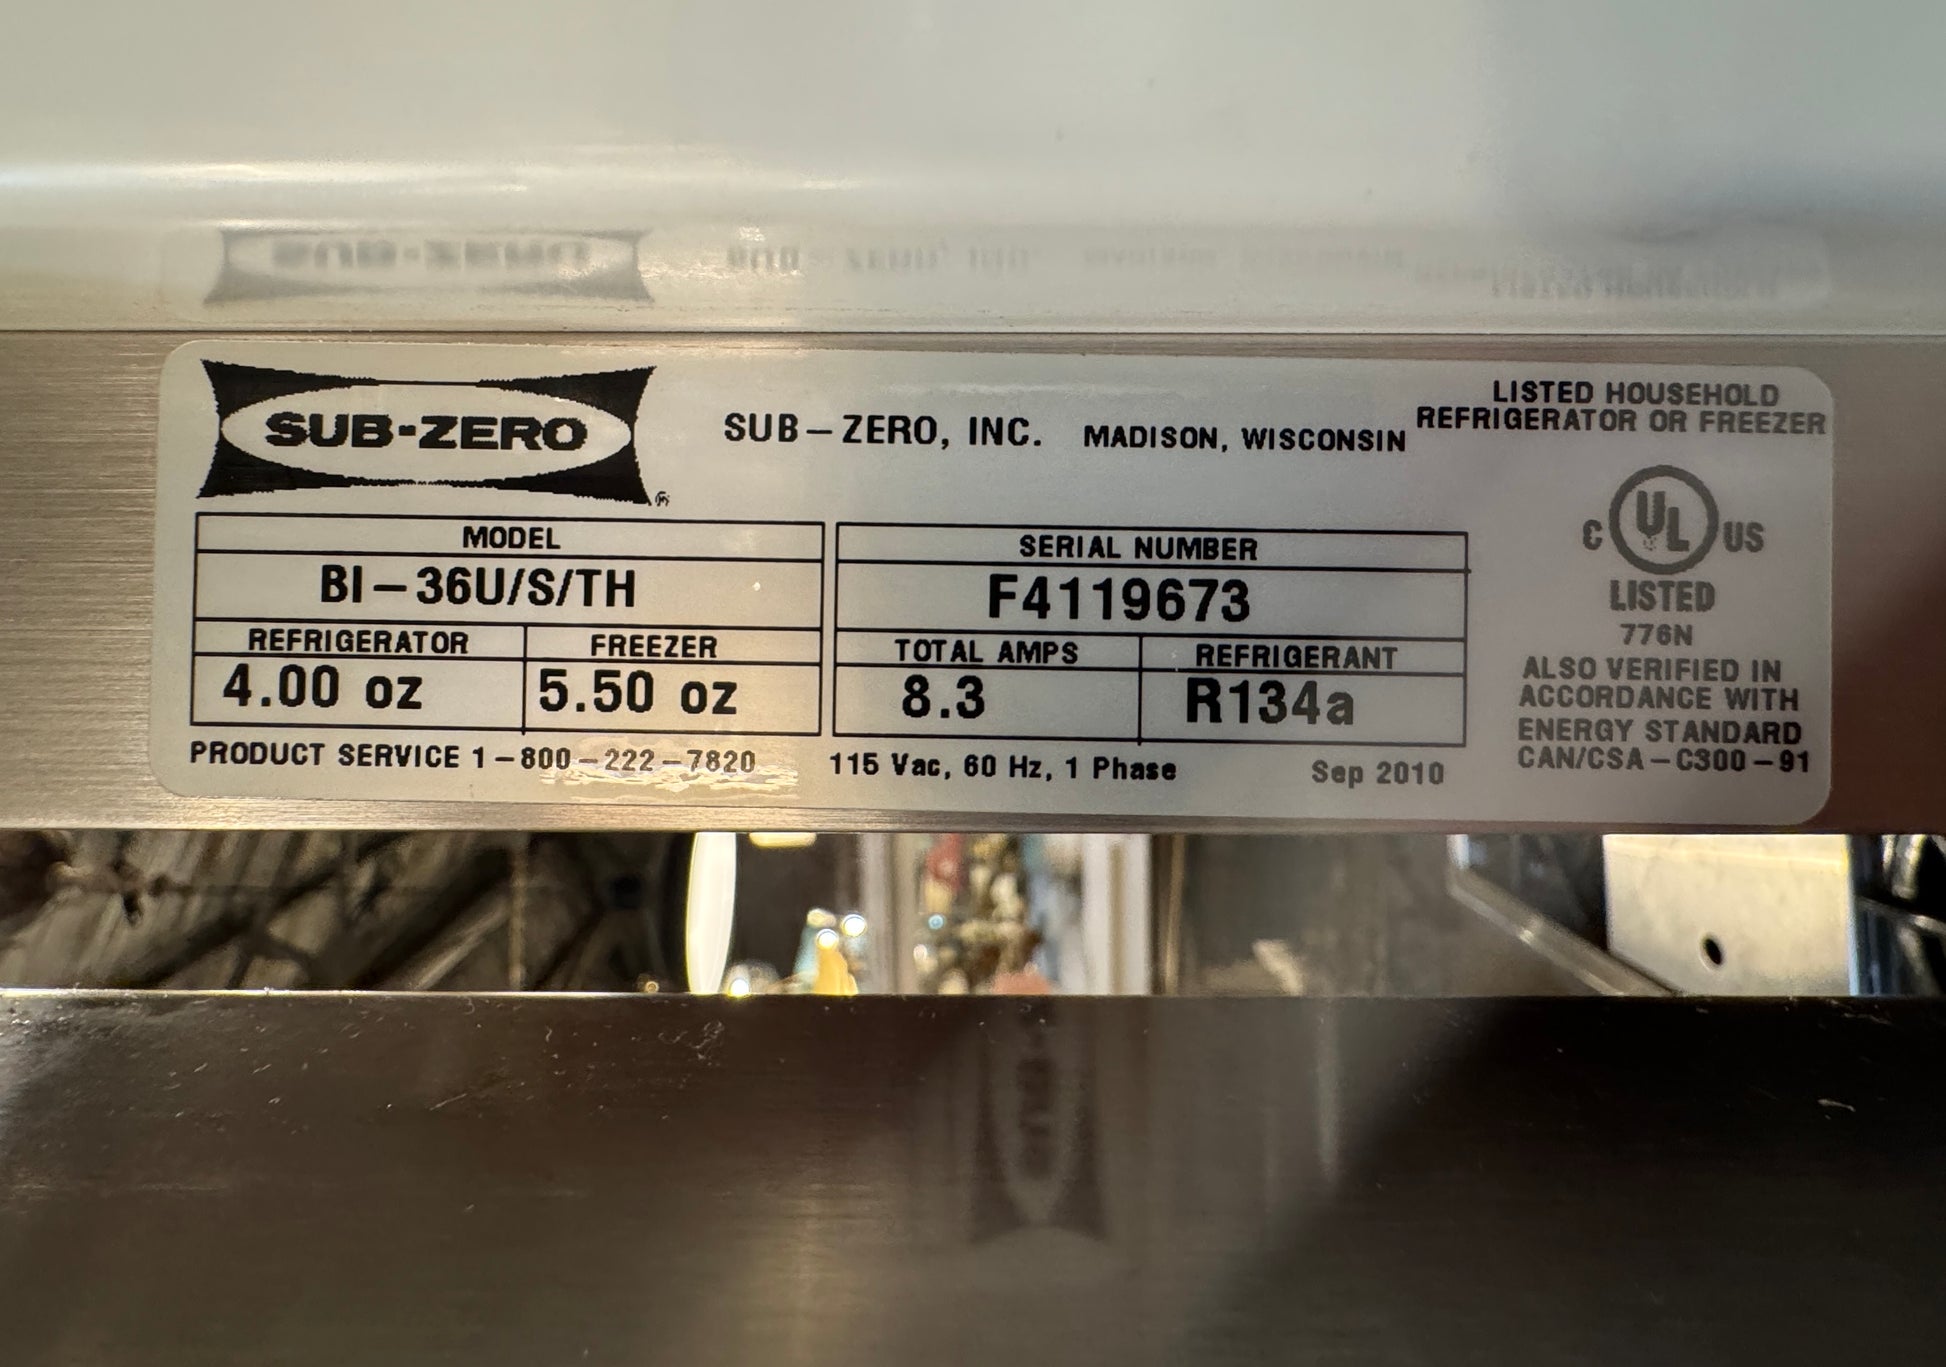 SUB-ZERO
®
SUB-ZERO, INC. MADISON, WISCONSIN
LISTED HOUSEHOLD
REFRIGERATOR OR FREEZER
MODEL
BI-36U/S/TH
REFRIGERATOR FREEZER
4.00 oz 5.50 oz
SERIAL NUMBER
F4119673
TOTAL AMPS REFRIGERANT
8.3 R134a
C UL US
LISTED
776N
ALSO VERIFIED IN
ACCORDANCE WITH
ENERGY STANDARD
CAN/CSA-C300-91
PRODUCT SERVICE 1-800-222-7820
115 Vac, 60 Hz, 1 Phase
Sep 2010